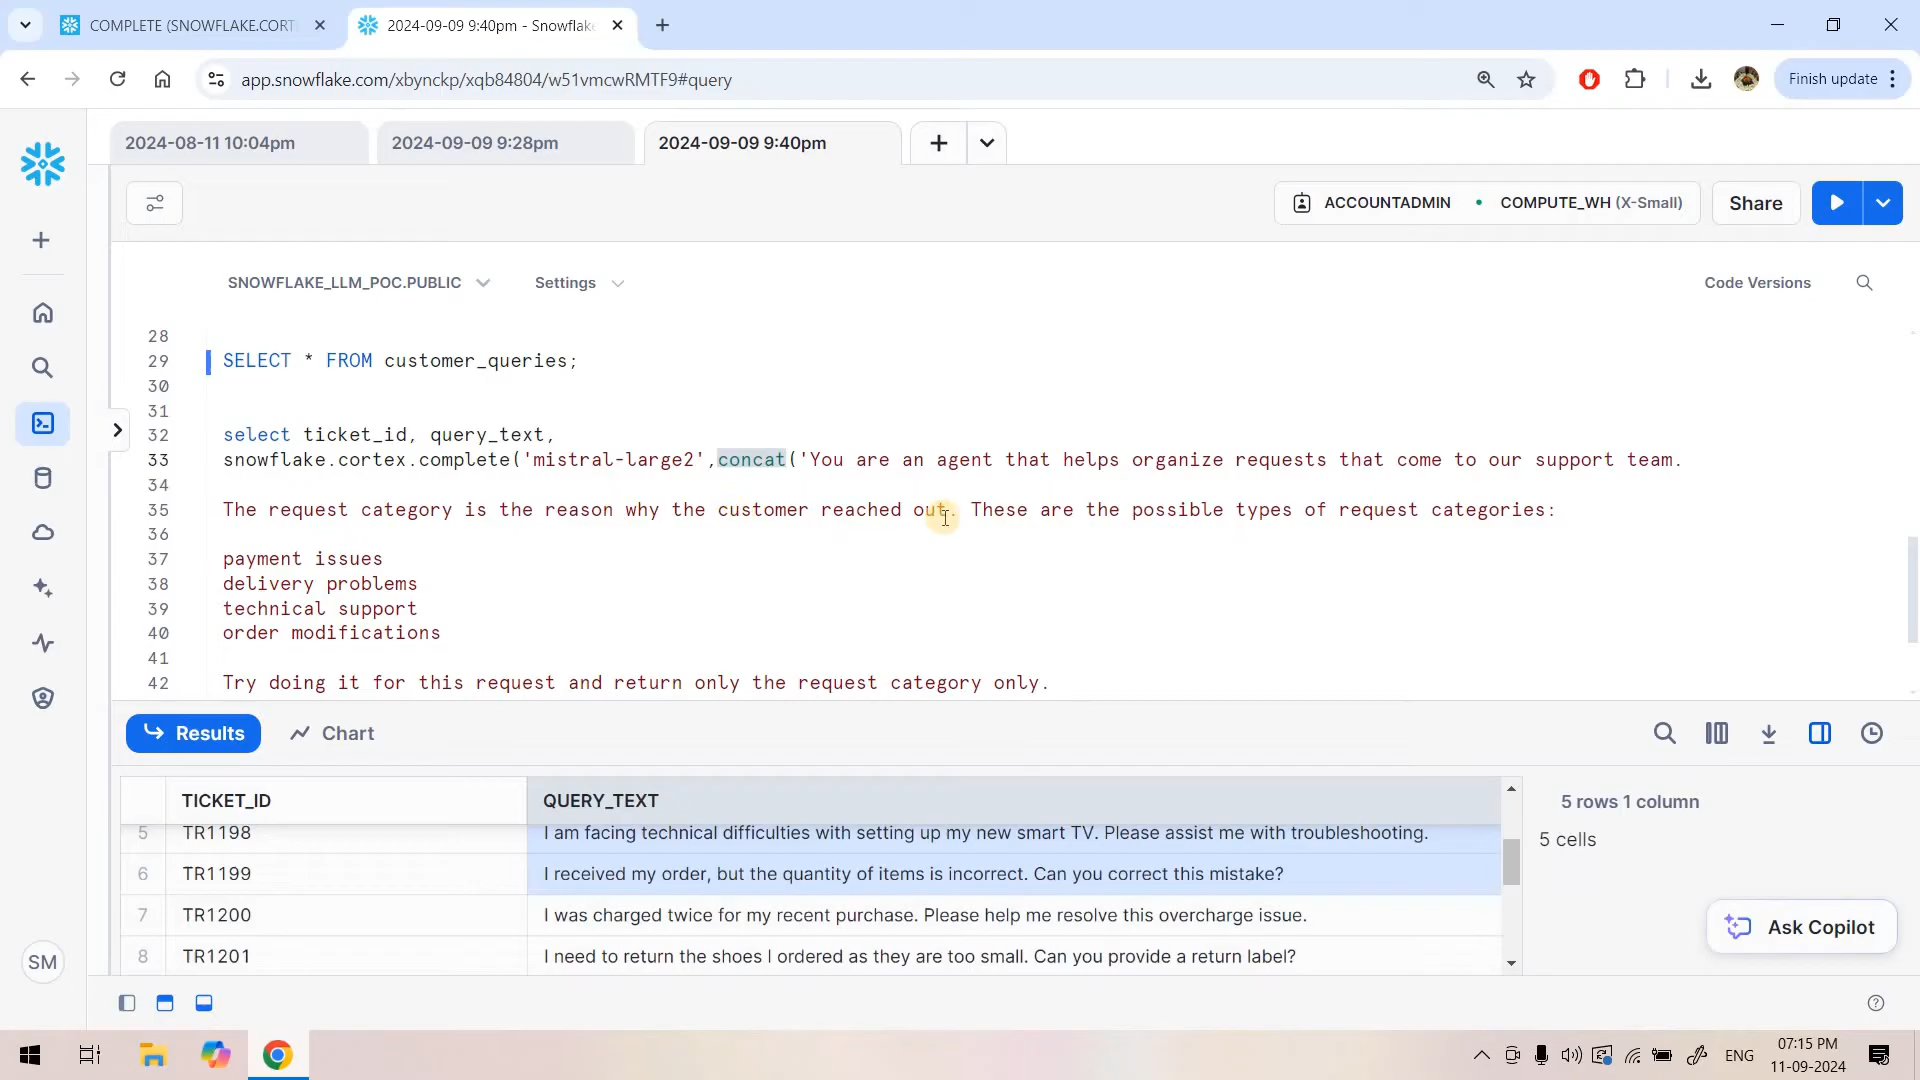 COMPLETE (SNOWFLAKE.CORT
2024-09-09 9:40pm - Snowflake
app.snowflake.com/xbynckp/xqb84804/w51vmcwRMTF9#query
Finish update
2024-08-11 10:04pm
2024-09-09 9:28pm
2024-09-09 9:40pm
ACCOUNTADMIN
COMPUTE_WH (X-Small)
Share
SNOWFLAKE_LLM_POC.PUBLIC
Settings
Code Versions
28
29 SELECT * FROM customer_queries;
30
31
32 select ticket_id, query_text,
33 snowflake.cortex.complete('mistral-large2',concat('You are an agent that helps organize requests that come to our support team.
34
35 The request category is the reason why the customer reached out. These are the possible types of request categories:
36
37 payment issues
38 delivery problems
39 technical support
40 order modifications
41
42 Try doing it for this request and return only the request category only.
Results
Chart
TICKET_ID QUERY_TEXT
5 TR1198 I am facing technical difficulties with setting up my new smart TV. Please assist me with troubleshooting.
6 TR1199 I received my order, but the quantity of items is incorrect. Can you correct this mistake?
7 TR1200 I was charged twice for my recent purchase. Please help me resolve this overcharge issue.
8 TR1201 I need to return the shoes I ordered as they are too small. Can you provide a return label?
5 rows 1 column
5 cells
Ask Copilot
SM
ENG
07:15 PM
11-09-2024